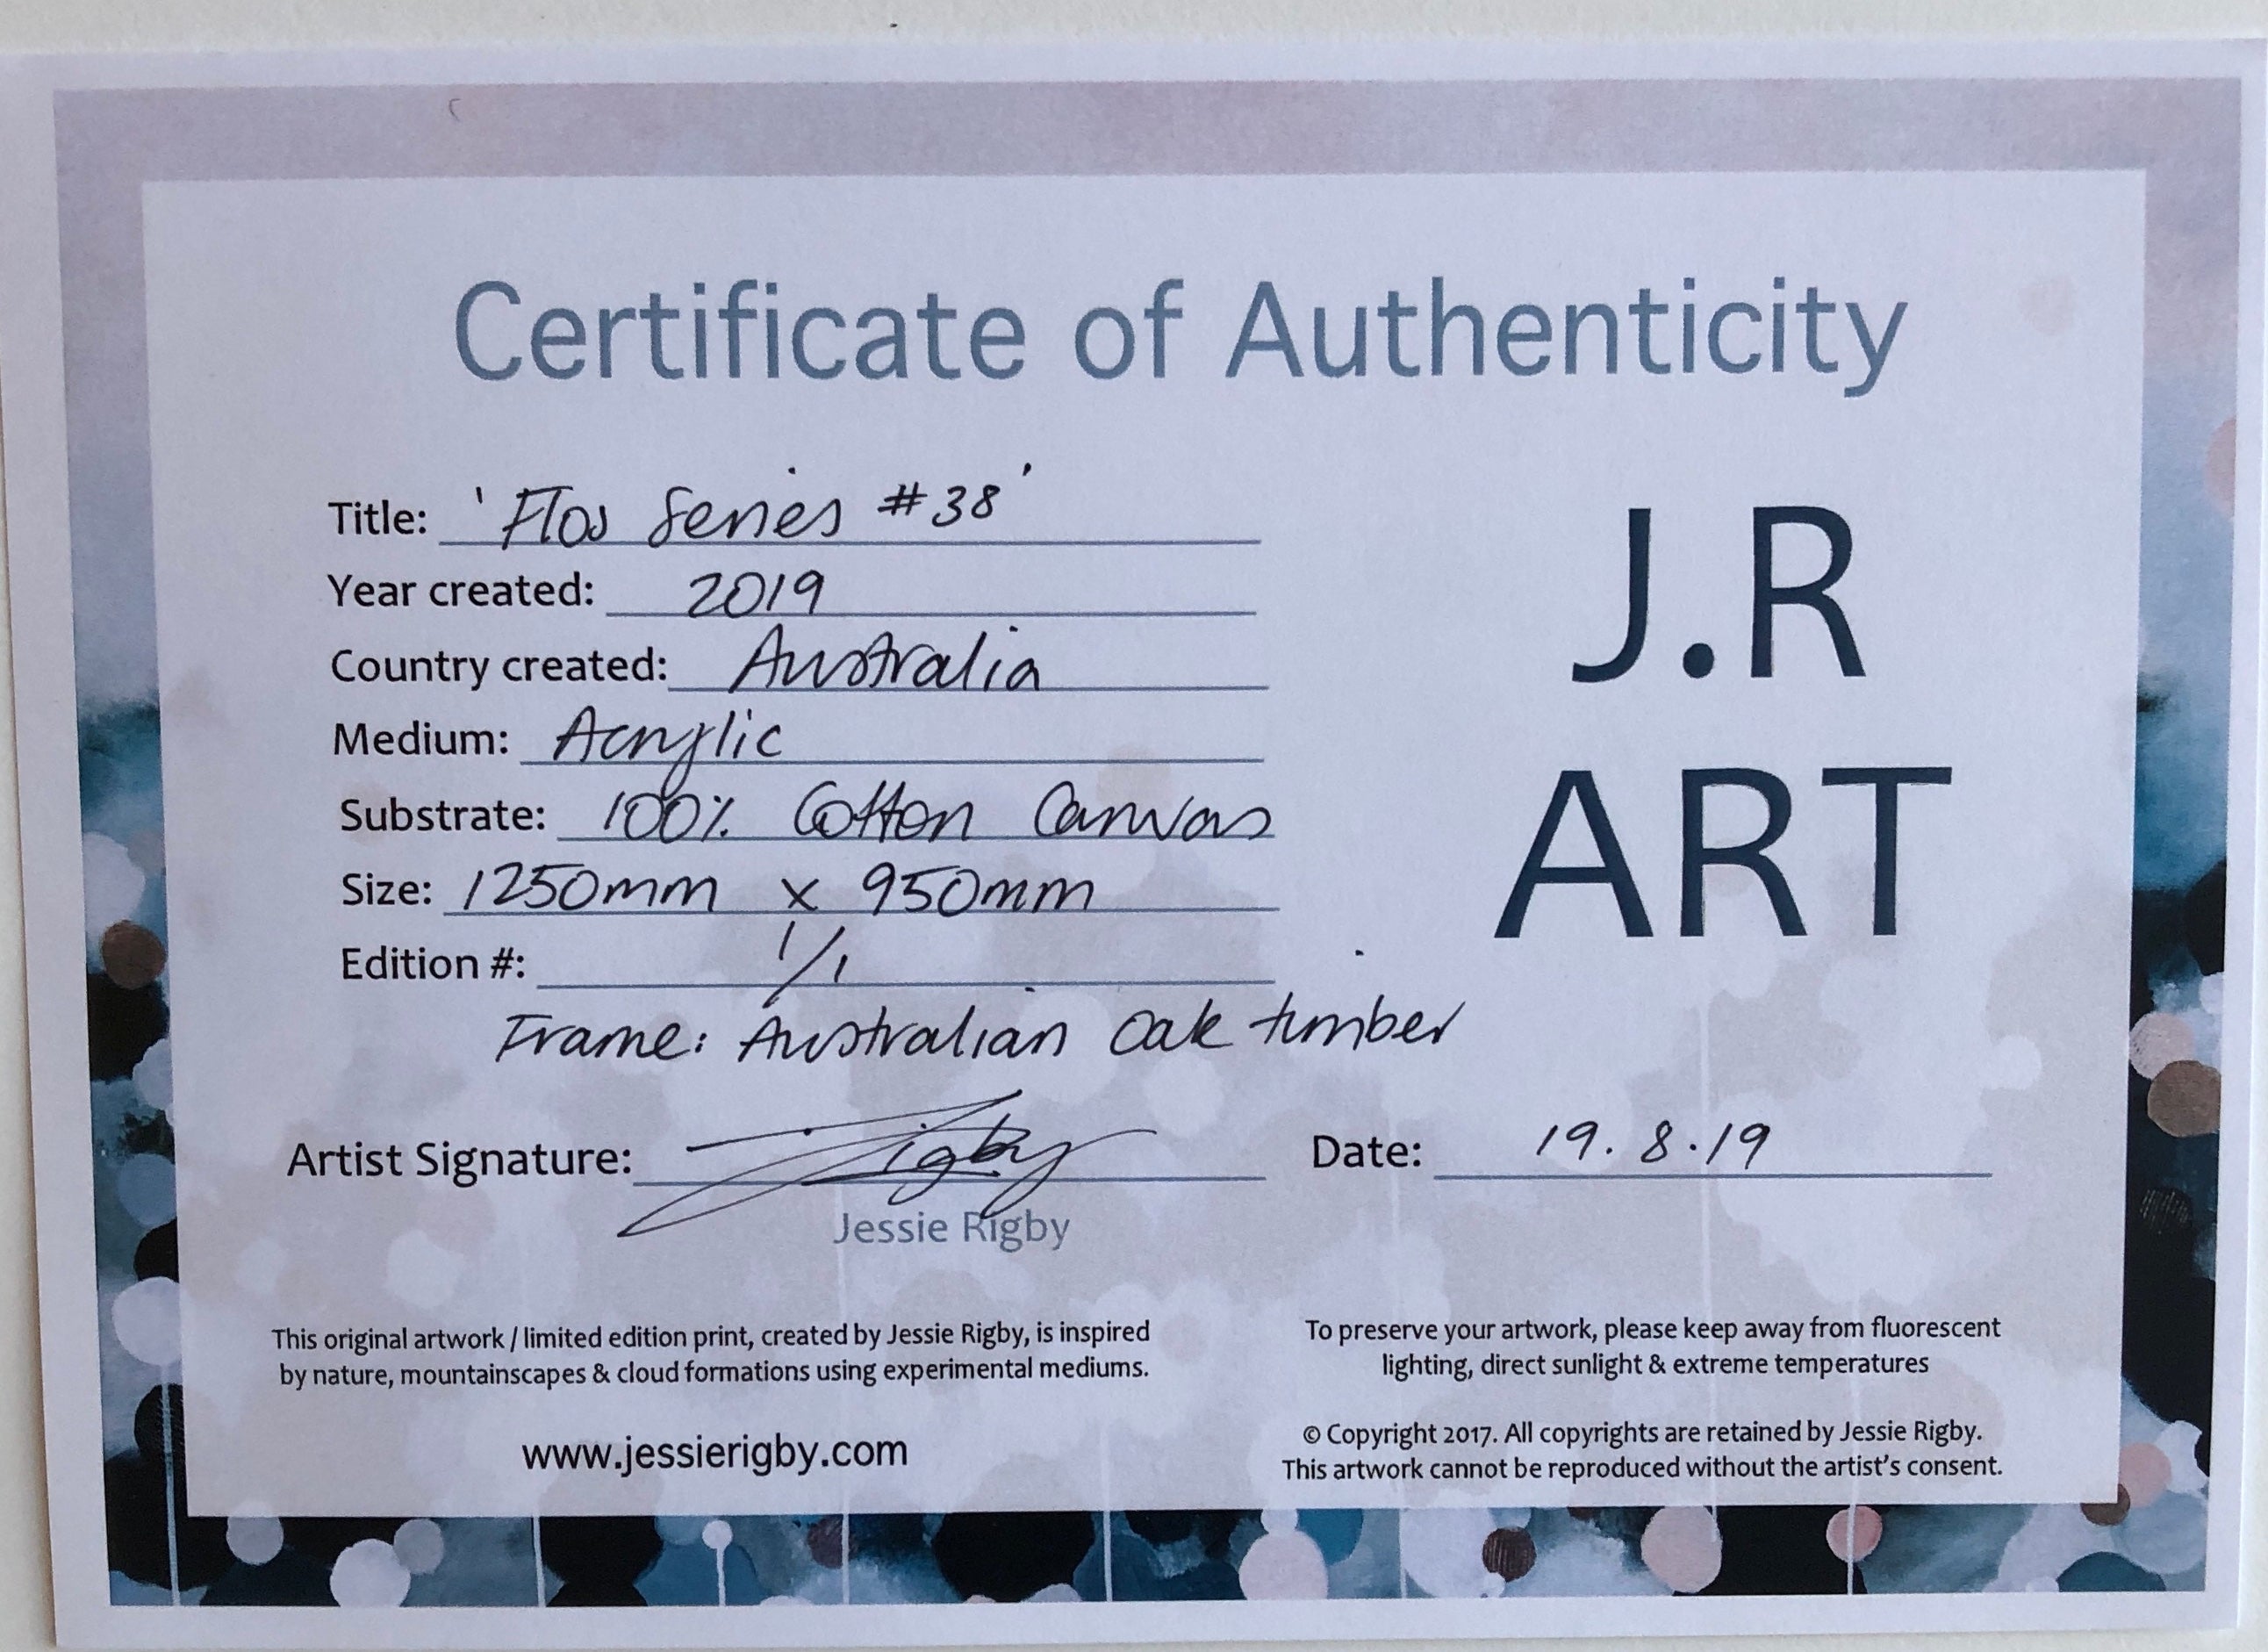 Certificate of Authenticity
Title: 'Flos Series #38'
Year created: 2019
Country created: Australia
Medium: Acrylic
Substrate: 100% Cotton Canvas
Size: 1250mm x 950mm
Edition #: 1/1
Frame: Australian Oak timber
J.R
ART
Artist Signature: Rigby
Date: 19.8.19
Jessie Rigby
This original artwork / limited edition print, created by Jessie Rigby, is inspired
by nature, mountainscapes & cloud formations using experimental mediums.
www.jessierigby.com
To preserve your artwork, please keep away from fluorescent
lighting, direct sunlight & extreme temperatures
© Copyright 2017. All copyrights are retained by Jessie Rigby.
This artwork cannot be reproduced without the artist's consent.